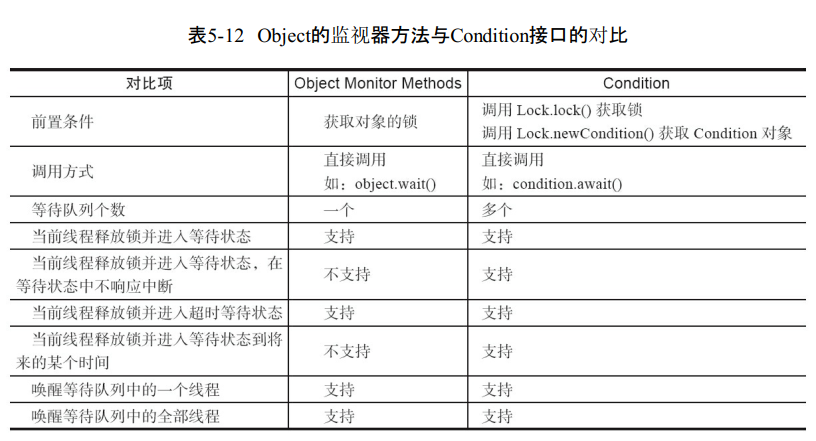 表5-12 Object的监视器方法与Condition接口的对比
对比项 Object Monitor Methods Condition
前置条件 获取对象的锁 调用 Lock.lock() 获取锁
调用 Lock.newCondition() 获取 Condition 对象
调用方式 直接调用 直接调用
如：object.wait() 如：condition.await()
等待队列个数 一个 多个
当前线程释放锁并进入等待状态 支持 支持
当前线程释放锁并进入等待状态，在
等待状态中不响应中断 不支持 支持
当前线程释放锁并进入超时等待状态 支持 支持
当前线程释放锁并进入等待状态到将
来的某个时间 不支持 支持
唤醒等待队列中的一个线程 支持 支持
唤醒等待队列中的全部线程 支持 支持